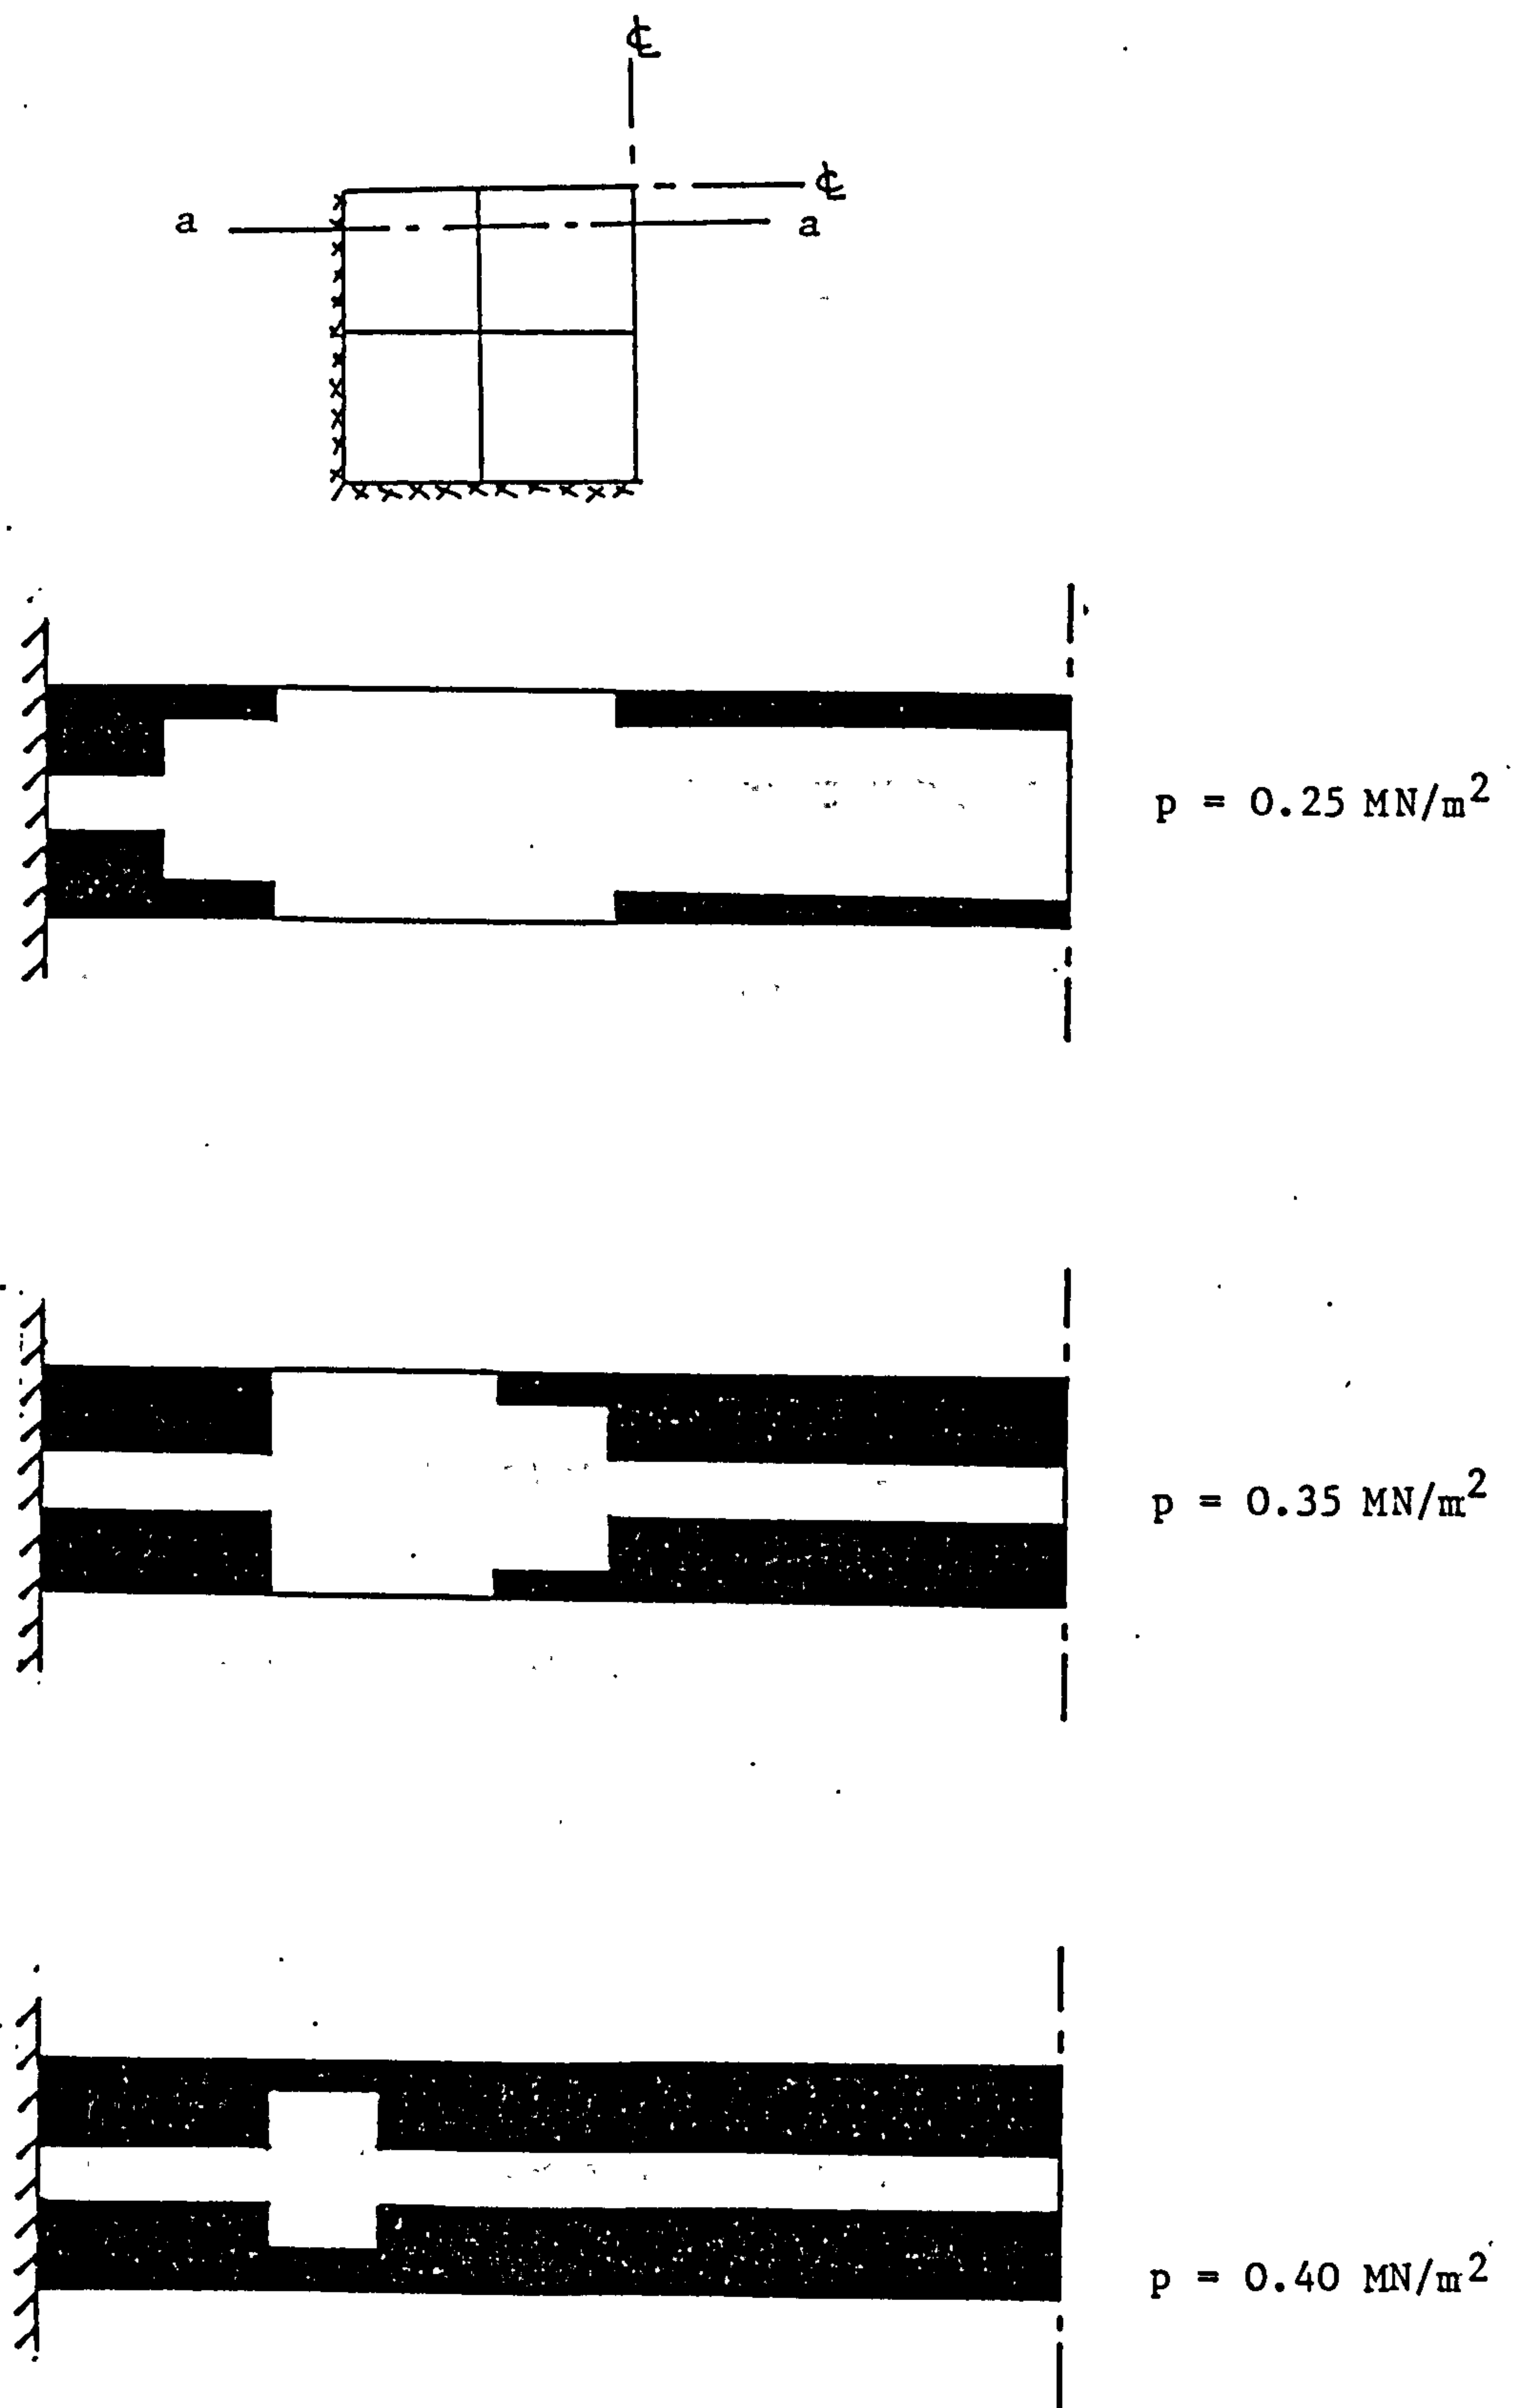 ℄
℄
a
a
p = 0.25 MN/m²
p = 0.35 MN/m²
p = 0.40 MN/m²